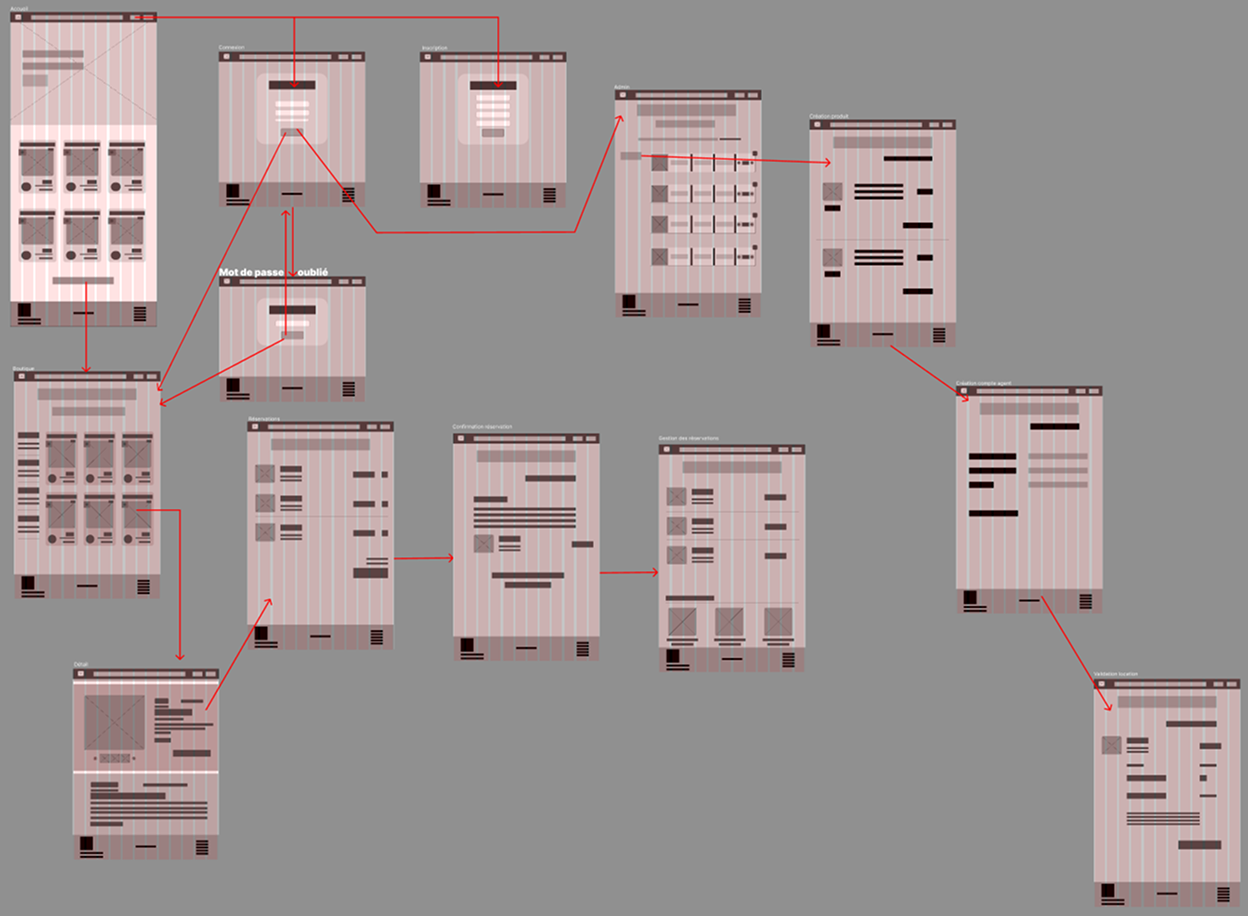 Accueil
Connexion
Inscription
Admin
Création produit
Mot de passe oublié
Boutique
Création compte agent
Réservations
Confirmation réservation
Gestion des réservations
Détail
Validation location